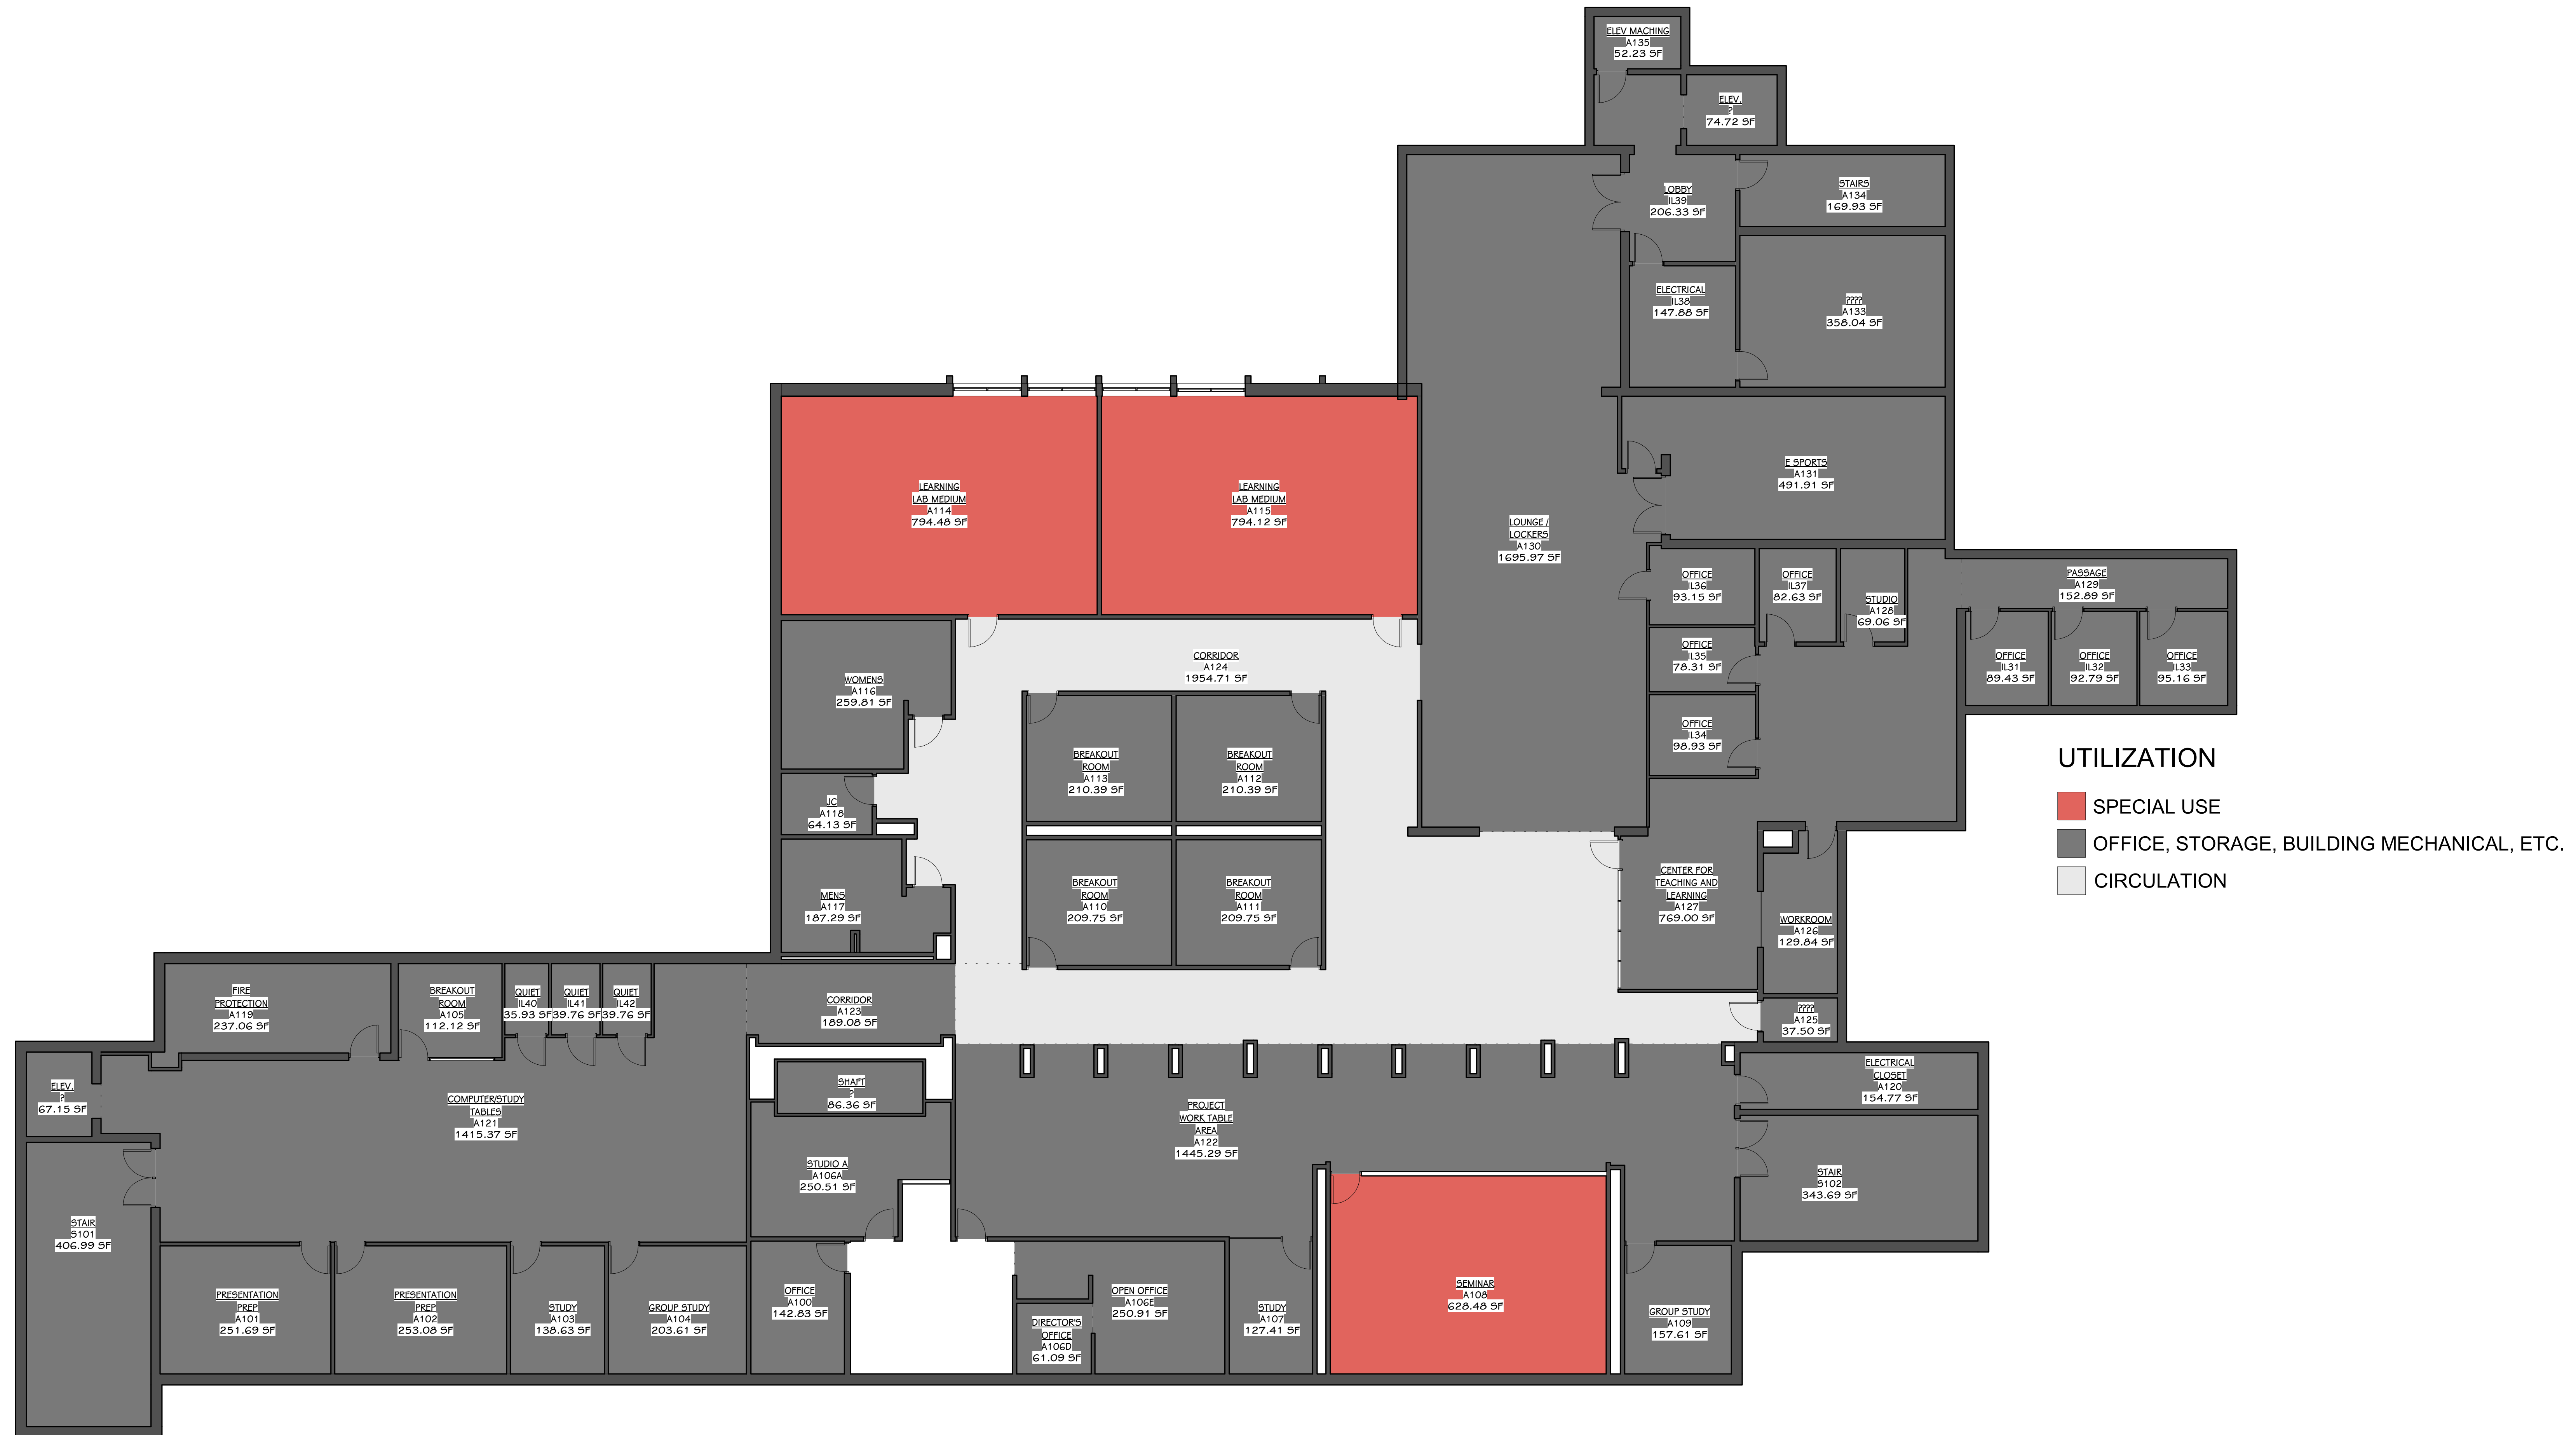 ELEV MACHING
A135
52.23 SF
ELEV.
?
74.72 SF
LOBBY
IL39
206.33 SF
STAIRS
A134
169.93 SF
ELECTRICAL
IL38
147.88 SF
????
A133
358.04 SF
LEARNING
LAB MEDIUM
A114
794.48 SF
LEARNING
LAB MEDIUM
A115
794.12 SF
LOUNGE /
LOCKERS
A130
1695.97 SF
E SPORTS
A131
491.91 SF
OFFICE
IL36
93.15 SF
OFFICE
IL37
82.63 SF
STUDIO
A128
69.06 SF
PASSAGE
A129
152.89 SF
OFFICE
IL35
78.31 SF
OFFICE
IL31
89.43 SF
OFFICE
IL32
92.79 SF
OFFICE
IL33
95.16 SF
CORRIDOR
A124
1954.71 SF
WOMENS
A116
259.81 SF
OFFICE
IL34
98.93 SF
BREAKOUT
ROOM
A113
210.39 SF
BREAKOUT
ROOM
A112
210.39 SF
UTILIZATION
SPECIAL USE
OFFICE, STORAGE, BUILDING MECHANICAL, ETC.
CIRCULATION
JC
A118
64.13 SF
MENS
A117
187.29 SF
BREAKOUT
ROOM
A110
209.75 SF
BREAKOUT
ROOM
A111
209.75 SF
CENTER FOR
TEACHING AND
LEARNING
A127
769.00 SF
WORKROOM
A126
129.84 SF
FIRE
PROTECTION
A119
237.06 SF
BREAKOUT
ROOM
A105
112.12 SF
QUIET
IL40
35.93 SF
QUIET
IL41
39.76 SF
QUIET
IL42
39.76 SF
CORRIDOR
A123
189.08 SF
????
A125
37.50 SF
ELEV.
?
67.15 SF
COMPUTER/STUDY
TABLES
A121
1415.37 SF
SHAFT
?
86.36 SF
PROJECT
WORK TABLE
AREA
A122
1445.29 SF
ELECTRICAL
CLOSET
A120
154.77 SF
STUDIO A
A106A
250.51 SF
STAIR
S102
343.69 SF
STAIR
S101
406.99 SF
PRESENTATION
PREP
A101
251.69 SF
PRESENTATION
PREP
A102
253.08 SF
STUDY
A103
138.63 SF
GROUP STUDY
A104
203.61 SF
OFFICE
A100
142.83 SF
DIRECTOR'S
OFFICE
A106D
61.09 SF
OPEN OFFICE
A106E
250.91 SF
STUDY
A107
127.41 SF
SEMINAR
A108
628.48 SF
GROUP STUDY
A109
157.61 SF